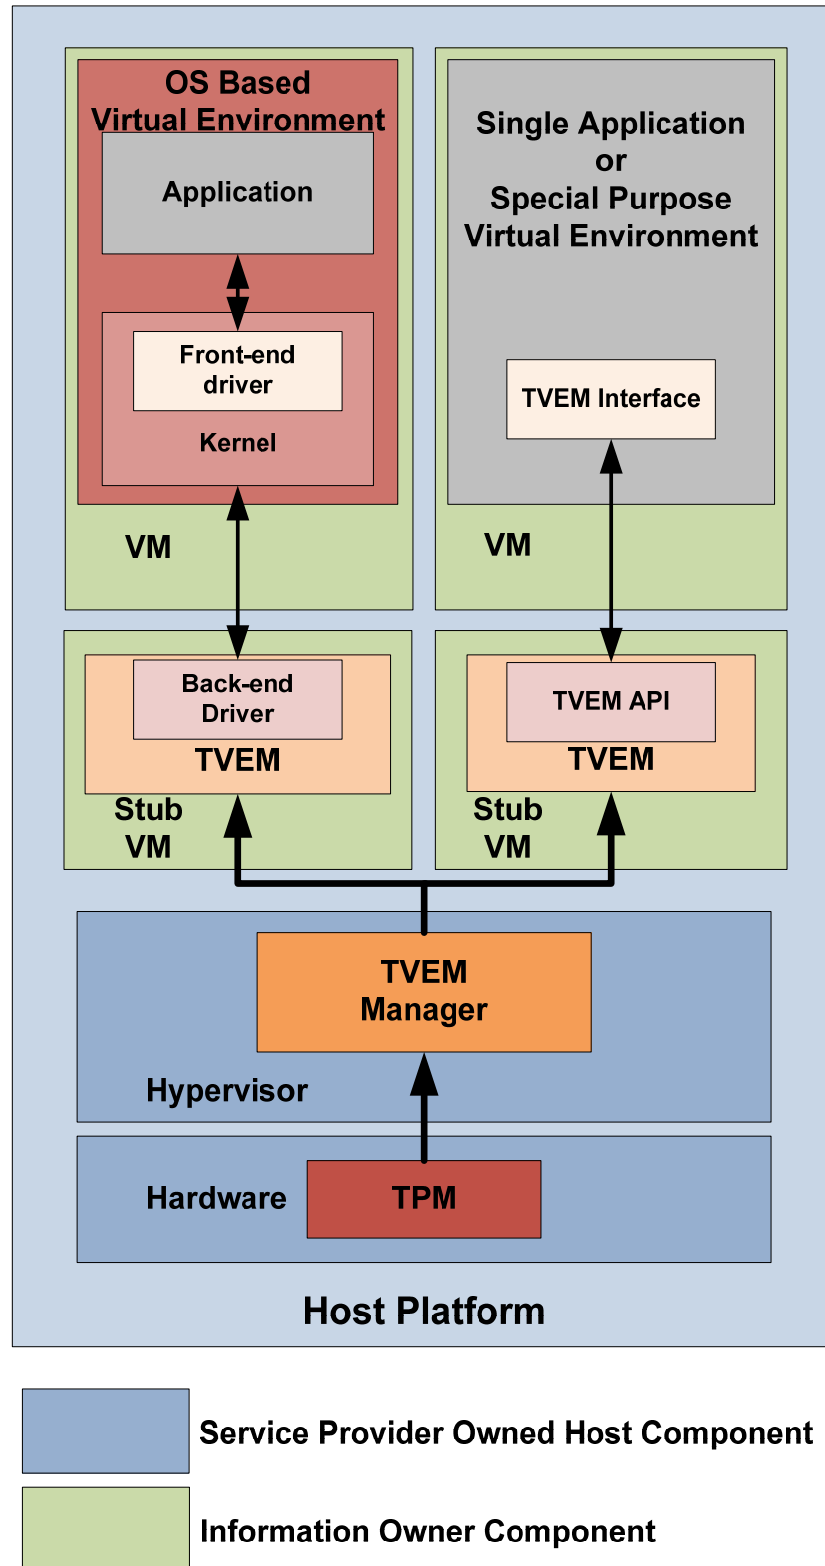 OS Based
Virtual Environment
Application
Front-end
driver
Kernel
VM
Single Application
or
Special Purpose
Virtual Environment
TVEM Interface
VM
Back-end
Driver
TVEM
Stub
VM
TVEM API
TVEM
Stub
VM
TVEM
Manager
Hypervisor
Hardware
TPM
Host Platform
Service Provider Owned Host Component
Information Owner Component